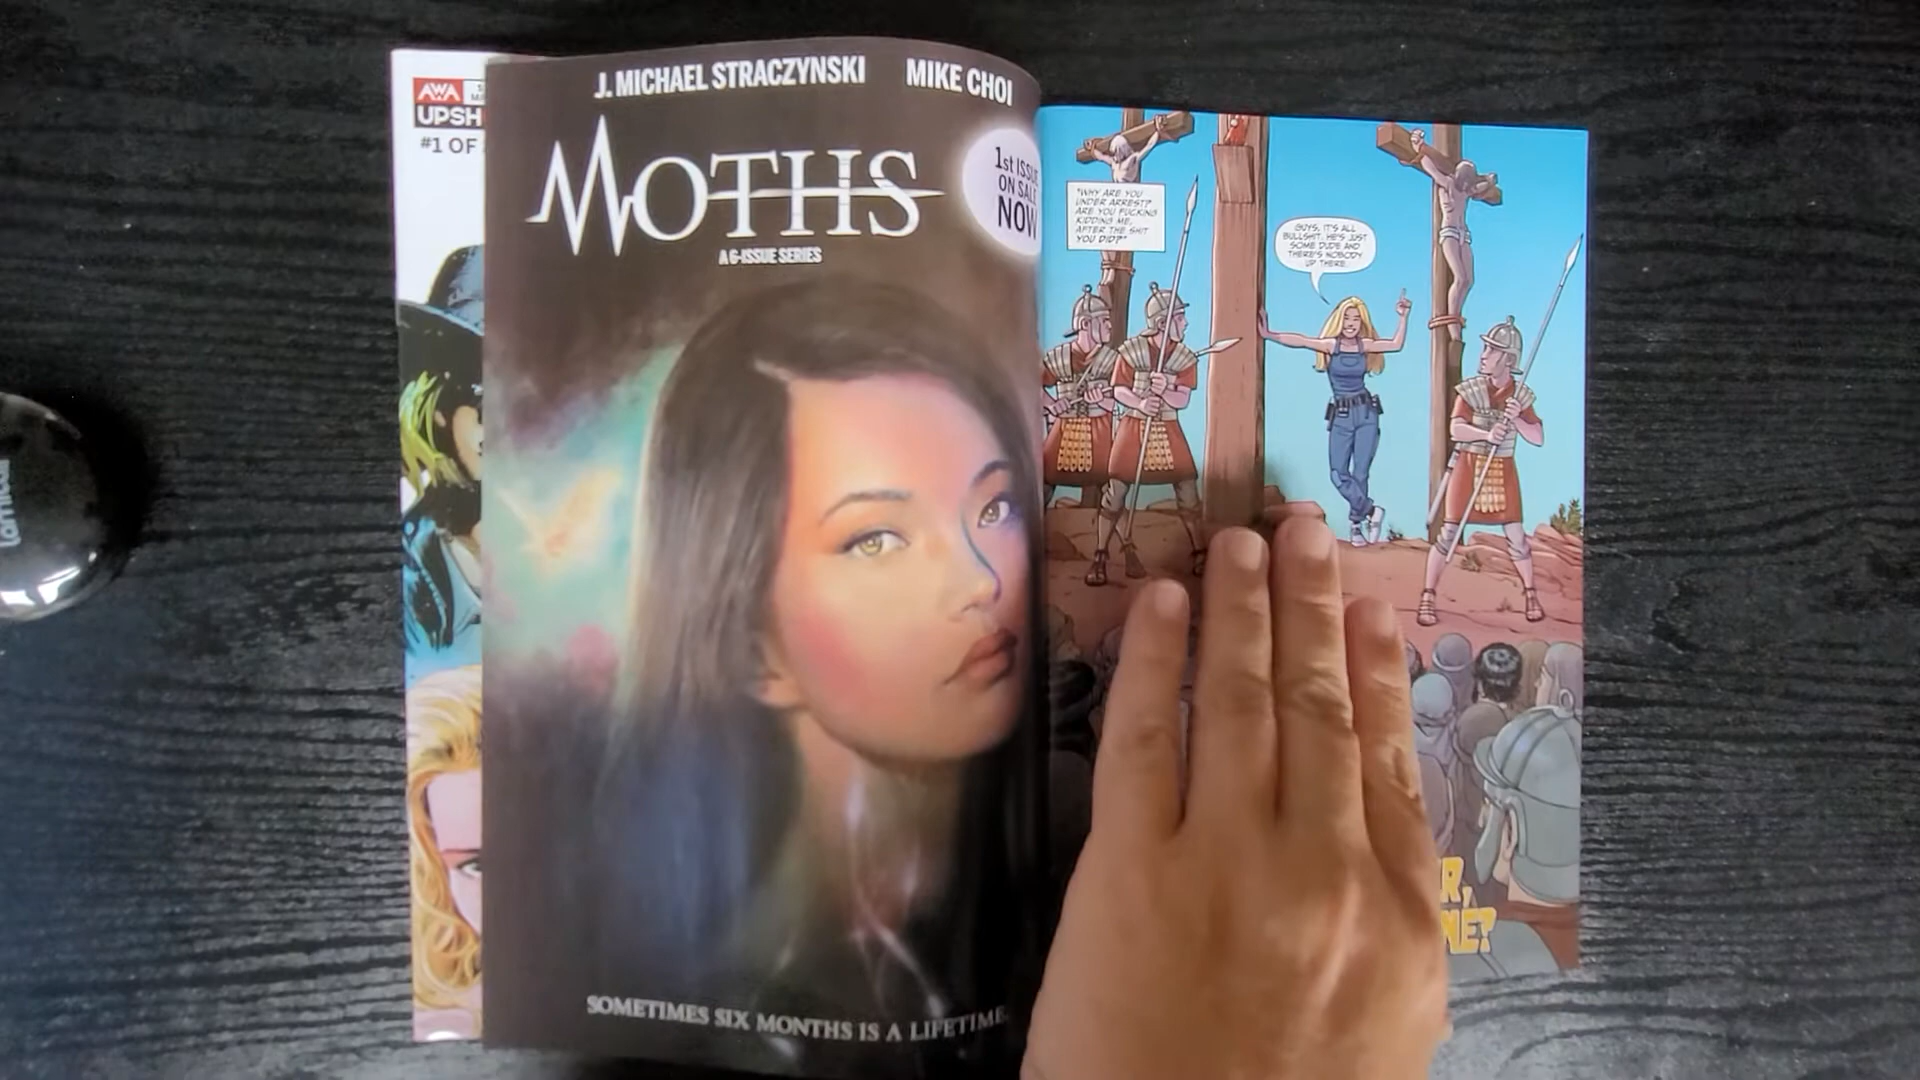 AWA
UPSH
#1 OF
J. MICHAEL STRACZYNSKI MIKE CHOI
MOTHS
A 6-ISSUE SERIES
1st ISSUE
ON SALE
NOW
SOMETIMES SIX MONTHS IS A LIFETIME.
"WHY ARE YOU
UNDER ARREST?
ARE YOU FUCKING
KIDDING ME,
AFTER THE SHIT
YOU DID?"
GUYS, IT'S ALL
BULLSHIT. HE'S JUST
SOME DUDE AND
THERE'S NOBODY
UP THERE.
R,
ME?